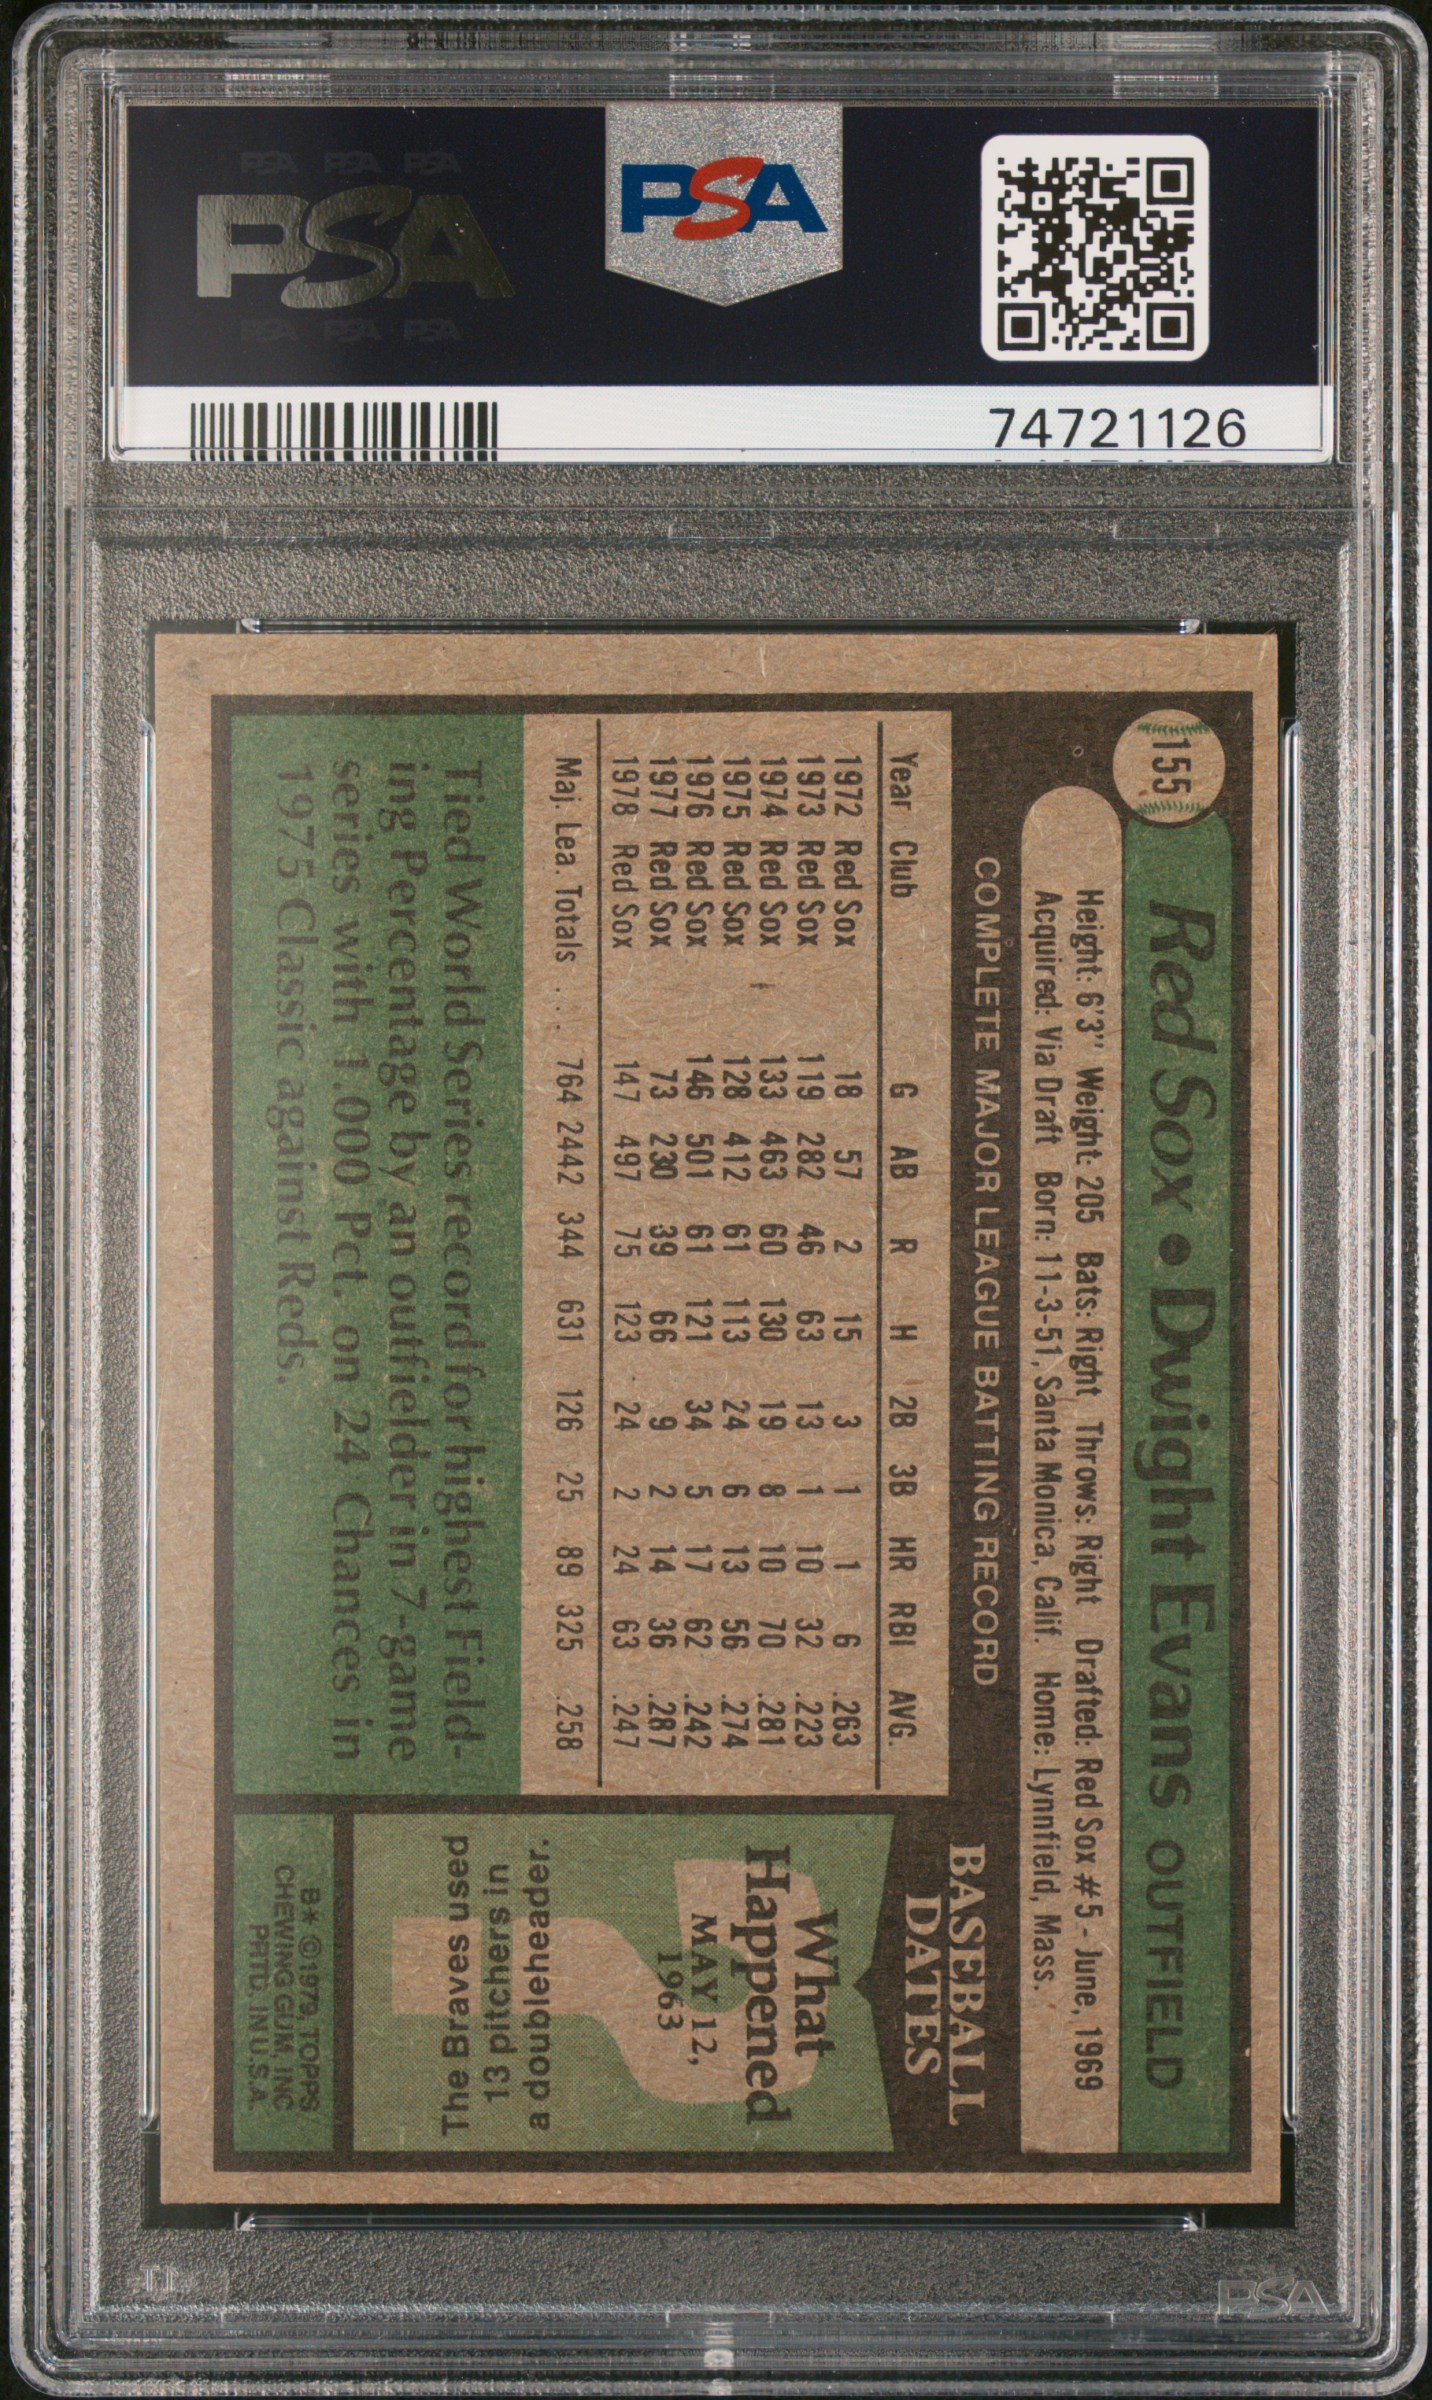 PSA PSA PSA
PSA
PSA PSA PSA
PSA
74721126
155
Red Sox • Dwight Evans OUTFIELD
Height: 6'3" Weight: 205 Bats: Right Throws: Right Drafted: Red Sox #5 - June, 1969
Acquired: Via Draft Born: 11-3-51, Santa Monica, Calif. Home: Lynnfield, Mass.
COMPLETE MAJOR LEAGUE BATTING RECORD
Year Club G AB R H 2B 3B HR RBI AVG.
1972 Red Sox 18 57 2 15 3 1 1 6 .263
1973 Red Sox 119 282 46 63 13 1 10 32 .223
1974 Red Sox 133 463 60 130 19 8 10 70 .281
1975 Red Sox 128 412 61 113 24 6 13 56 .274
1976 Red Sox 146 501 61 121 34 5 17 62 .242
1977 Red Sox 73 230 39 66 9 2 14 36 .287
1978 Red Sox 147 497 75 123 24 2 24 63 .247
Maj. Lea. Totals . . . 764 2442 344 631 126 25 89 325 .258
Tied World Series record for highest Field-
ing Percentage by an outfielder in 7-game
series with 1.000 Pct. on 24 Chances in
1975 Classic against Reds.
BASEBALL
DATES
What
Happened
MAY 12,
1963
The Braves used
13 pitchers in
a doubleheader.
B* © 1979, TOPPS
CHEWING GUM, INC
PRTD. IN U.S.A.
PSA